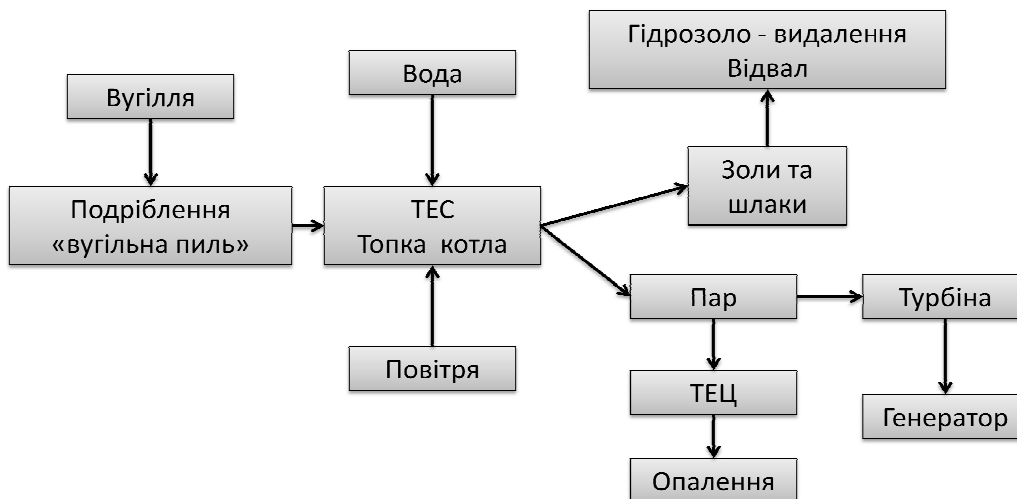 Гідрозоло - видалення
Відвал
Вода
Вугілля
Золи та
шлаки
Подріблення
«вугільна пиль»
ТЕС
Топка котла
Пар
Турбіна
Повітря
ТЕЦ
Генератор
Опалення